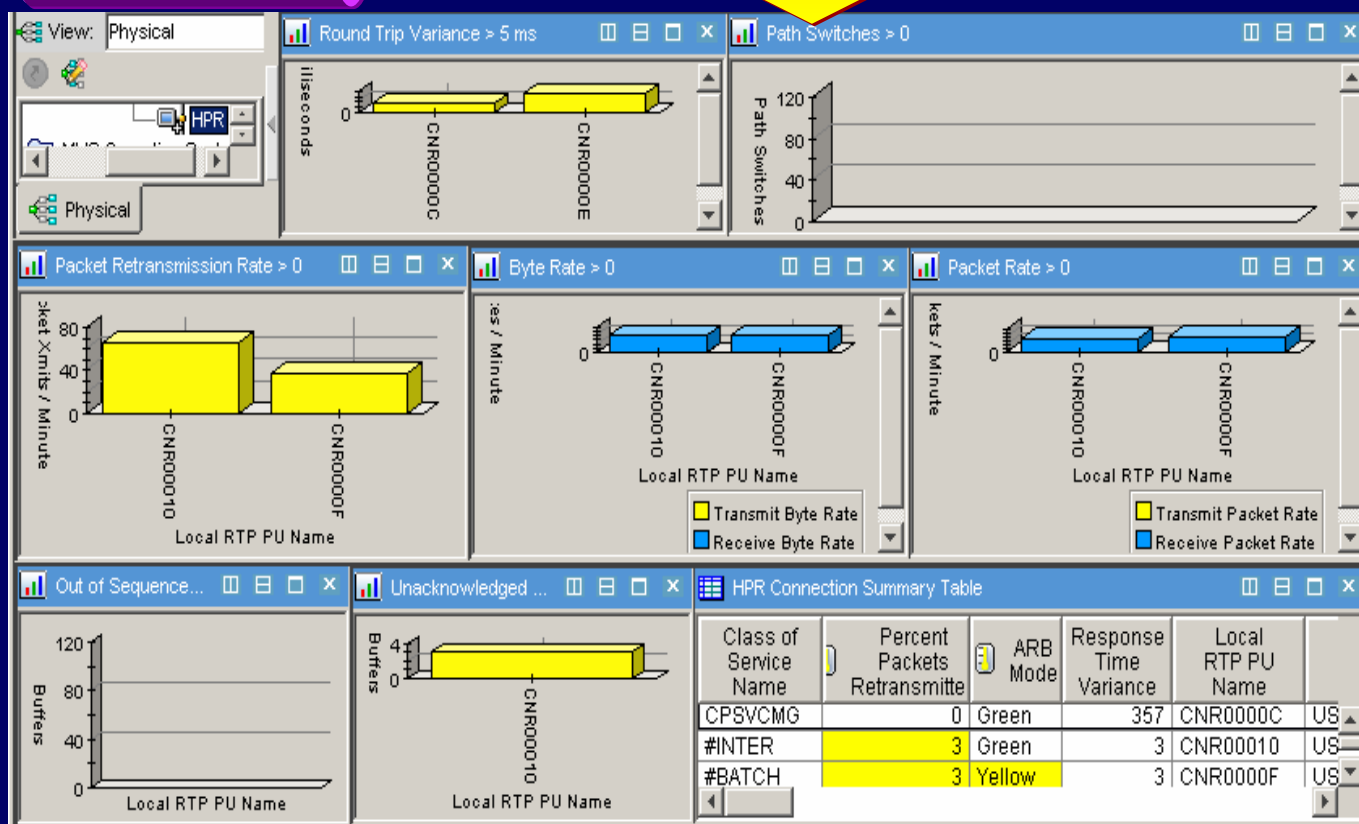 View: Physical
HPR
Physical
Round Trip Variance > 5 ms
iliseconds
0
CNR0000C
CNR0000E
Path Switches > 0
Path Switches
120
80
40
0
Packet Retransmission Rate > 0
ket Xmits / Minute
80
40
0
CNR00010
CNR0000F
Local RTP PU Name
Byte Rate > 0
es / Minute
0
CNR00010
CNR0000F
Local RTP PU Name
Transmit Byte Rate
Receive Byte Rate
Packet Rate > 0
kets / Minute
0
CNR00010
CNR0000F
Local RTP PU Name
Transmit Packet Rate
Receive Packet Rate
Out of Sequence...
Buffers
120
80
40
0
Local RTP PU Name
Unacknowledged ...
Buffers
4
0
CNR00010
Local RTP PU Name
HPR Connection Summary Table
Class of Service Name
Percent Packets Retransmitte
ARB Mode
Response Time Variance
Local RTP PU Name
CPSVCMG 0 Green 357 CNR0000C US
#INTER 3 Green 3 CNR00010 US
#BATCH 3 Yellow 3 CNR0000F US